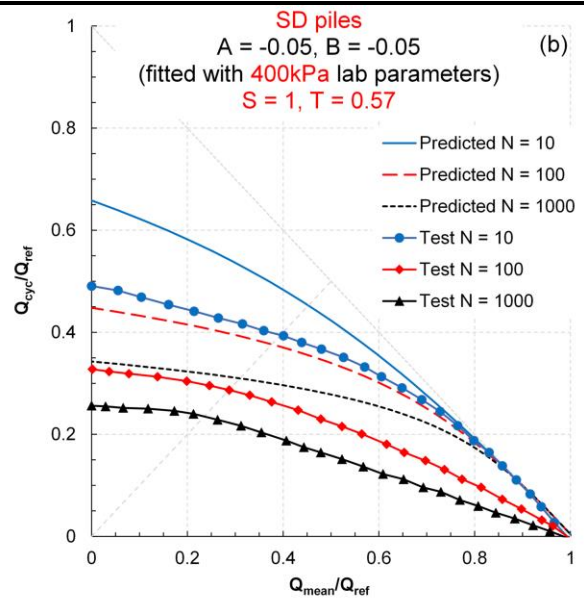 SD piles
A = -0.05, B = -0.05
(b)
(fitted with 400kPa lab parameters)
S = 1, T = 0.57
Predicted N = 10
Predicted N = 100
Predicted N = 1000
Test N = 10
Test N = 100
Test N = 1000
Qcyc/Qref
1
0.8
0.6
0.4
0.2
0
0 0.2 0.4 0.6 0.8 1
Qmean/Qref